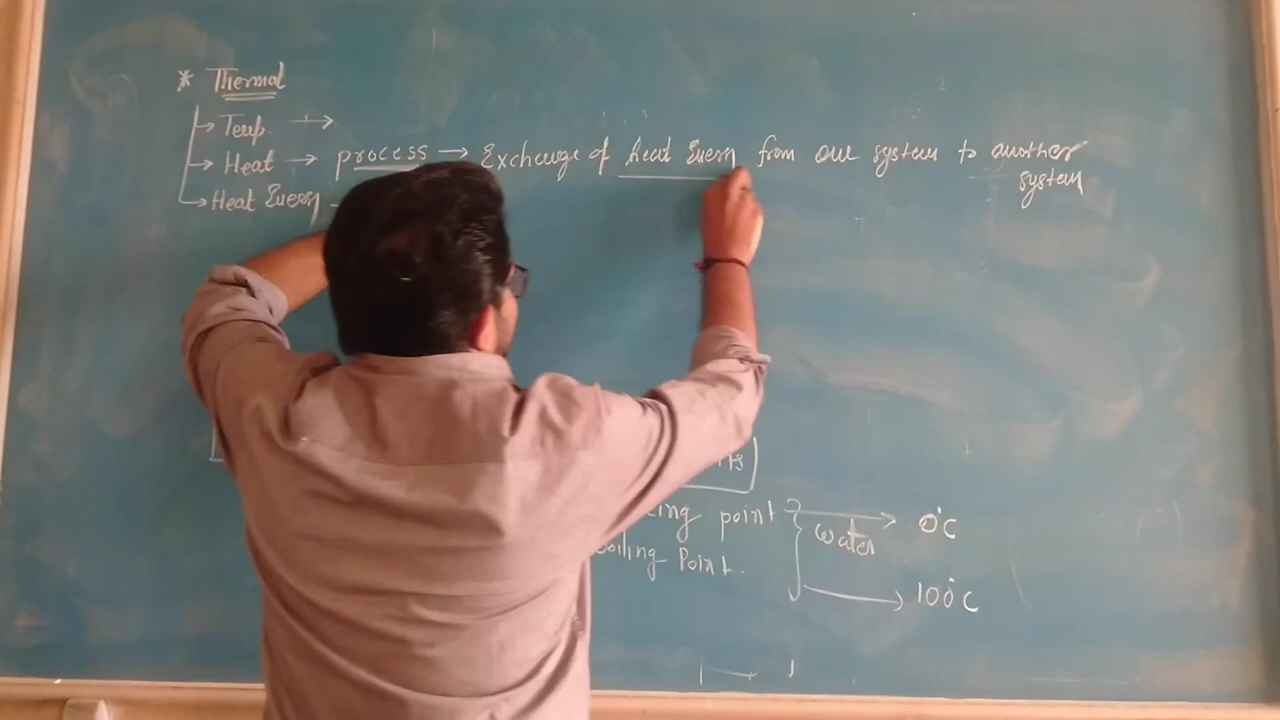 * Thermal
→ Temp. →
→ Heat → process → Exchange of heat Energy from one system to another
system
→ Heat Energy -
point → 0°C
water
Boiling Point. → 100°C